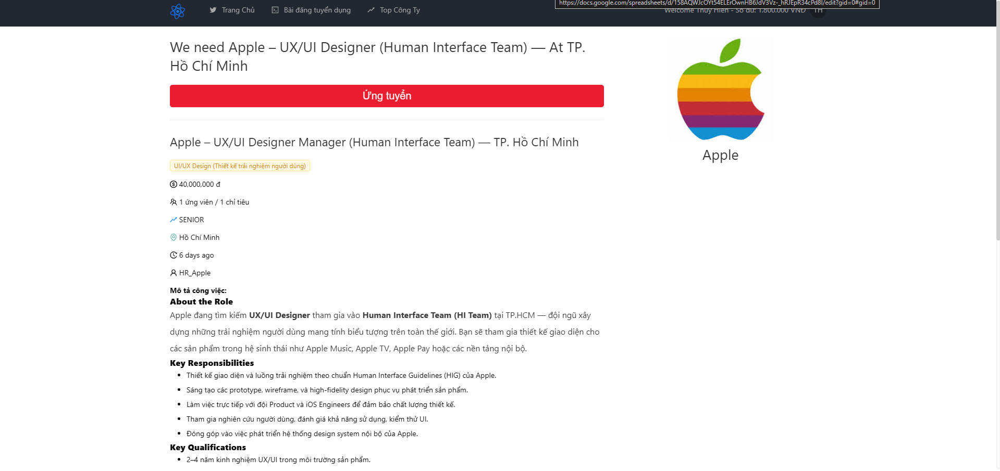 https://docs.google.com/spreadsheets/d/158AQWJcOYt54ELErOwnHB6JdV3Vz-_hRJEpR34cPd8I/edit?gid=0#gid=0
Trang Chủ
Bài đăng tuyển dụng
Top Công Ty
Welcome Thúy Hiền - Số dư: 1.800.000 VNĐ
TH
We need Apple – UX/UI Designer (Human Interface Team) — At TP.
Hồ Chí Minh
Ứng tuyển
Apple – UX/UI Designer Manager (Human Interface Team) — TP. Hồ Chí Minh
UI/UX Design (Thiết kế trải nghiệm người dùng)
40,000,000 đ
1 ứng viên / 1 chỉ tiêu
SENIOR
Hồ Chí Minh
6 days ago
HR_Apple
Mô tả công việc:
About the Role
Apple đang tìm kiếm UX/UI Designer tham gia vào Human Interface Team (HI Team) tại TP.HCM — đội ngũ xây
dựng những trải nghiệm người dùng mang tính biểu tượng trên toàn thế giới. Bạn sẽ tham gia thiết kế giao diện cho
các sản phẩm trong hệ sinh thái như Apple Music, Apple TV, Apple Pay hoặc các nền tảng nội bộ.
Key Responsibilities
• Thiết kế giao diện và luồng trải nghiệm theo chuẩn Human Interface Guidelines (HIG) của Apple.
• Sáng tạo các prototype, wireframe, và high-fidelity design phục vụ phát triển sản phẩm.
• Làm việc trực tiếp với đội Product và iOS Engineers để đảm bảo chất lượng thiết kế.
• Tham gia nghiên cứu người dùng, đánh giá khả năng sử dụng, kiểm thử UI.
• Đóng góp vào việc phát triển hệ thống design system nội bộ của Apple.
Key Qualifications
• 2–4 năm kinh nghiệm UX/UI trong môi trường sản phẩm.
Apple